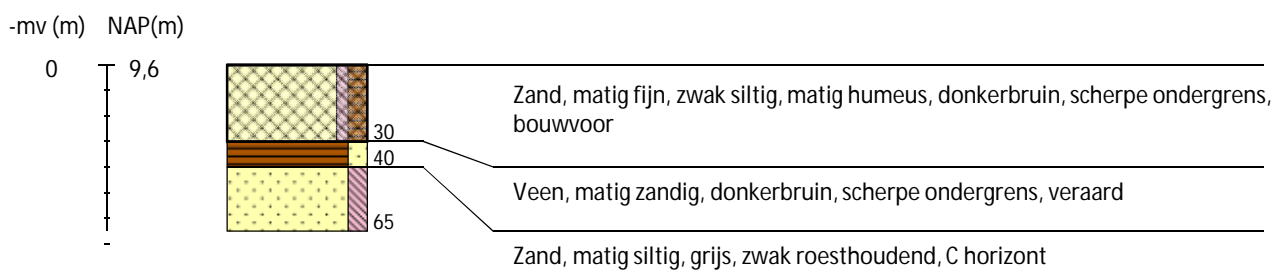 -mv (m) NAP(m)
0 9,6
Zand, matig fijn, zwak siltig, matig humeus, donkerbruin, scherpe ondergrens,
bouwvoor
30
40
Veen, matig zandig, donkerbruin, scherpe ondergrens, veraard
65
Zand, matig siltig, grijs, zwak roesthoudend, C horizont